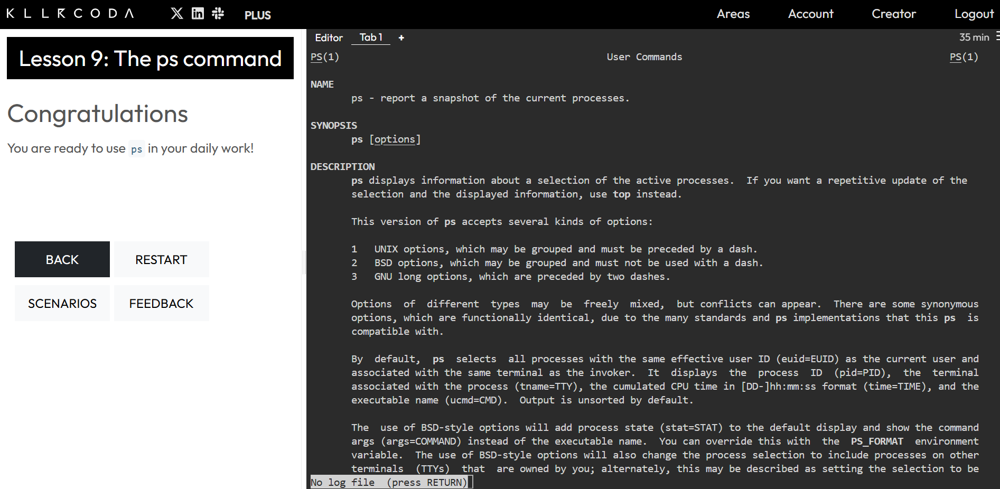 KLLRCODA
PLUS
Areas
Account
Creator
Logout
Lesson 9: The ps command
Congratulations
You are ready to use ps in your daily work!
BACK
RESTART
SCENARIOS
FEEDBACK
Editor
Tab 1
+
35 min
PS(1) User Commands PS(1)
NAME
ps - report a snapshot of the current processes.
SYNOPSIS
ps [options]
DESCRIPTION
ps displays information about a selection of the active processes.  If you want a repetitive update of the
selection and the displayed information, use top instead.
This version of ps accepts several kinds of options:
1   UNIX options, which may be grouped and must be preceded by a dash.
2   BSD options, which may be grouped and must not be used with a dash.
3   GNU long options, which are preceded by two dashes.
Options  of  different  types  may  be  freely  mixed,  but conflicts can appear.  There are some synonymous
options, which are functionally identical, due to the many standards and ps implementations that this ps  is
compatible with.
By  default,  ps  selects  all processes with the same effective user ID (euid=EUID) as the current user and
associated with the same terminal as the invoker.  It  displays  the  process  ID  (pid=PID),  the  terminal
associated with the process (tname=TTY), the cumulated CPU time in [DD-]hh:mm:ss format (time=TIME), and the
executable name (ucmd=CMD).  Output is unsorted by default.
The  use of BSD-style options will add process state (stat=STAT) to the default display and show the command
args (args=COMMAND) instead of the executable name.  You can override this with  the  PS_FORMAT  environment
variable.  The use of BSD-style options will also change the process selection to include processes on other
terminals  (TTYs)  that  are owned by you; alternately, this may be described as setting the selection to be
No log file  (press RETURN)